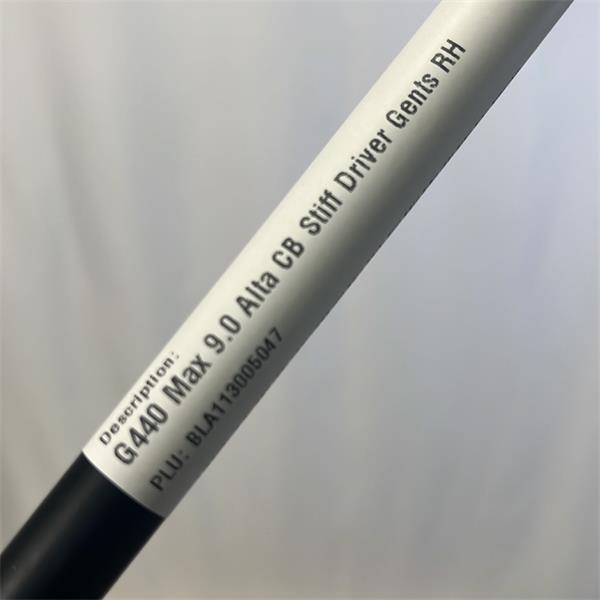 Description:
G440 Max 9.0 Alta CB Stiff Driver Gents RH
PLU: BLA113005047